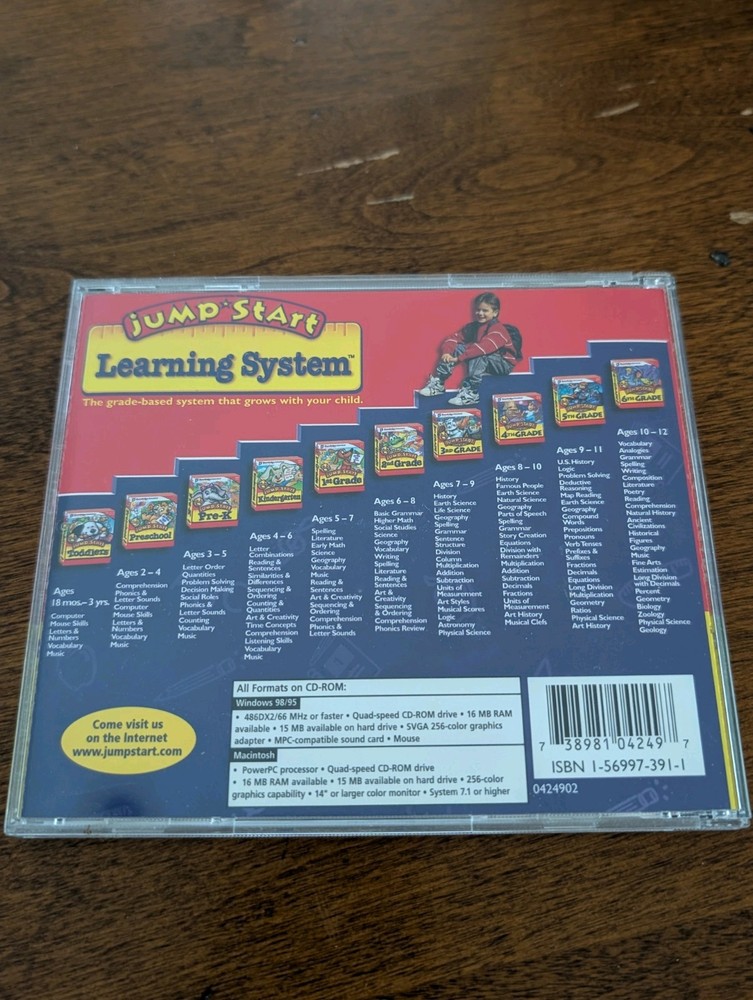 JUMP★START
Learning System™
The grade-based system that grows with your child.
Toddlers
Ages
18 mos.– 3 yrs.
Computer
Mouse Skills
Letters &
Numbers
Vocabulary
Music
Preschool
Ages 2 – 4
Comprehension
Phonics &
Letter Sounds
Computer
Mouse Skills
Letters &
Numbers
Vocabulary
Music
Pre-K
Ages 3 – 5
Letter Order
Quantities
Problem Solving
Decision Making
Social Roles
Phonics &
Letter Sounds
Counting
Vocabulary
Music
Kindergarten
Ages 4 – 6
Letter
Combinations
Reading &
Sentences
Similarities &
Differences
Sequencing &
Ordering
Counting &
Quantities
Art & Creativity
Time Concepts
Comprehension
Listening Skills
Vocabulary
Music
1st Grade
Ages 5 – 7
Spelling
Literature
Early Math
Science
Geography
Vocabulary
Music
Reading &
Sentences
Art & Creativity
Sequencing &
Ordering
Comprehension
Phonics &
Letter Sounds
2nd Grade
Ages 6 – 8
Basic Grammar
Higher Math
Social Studies
Science
Geography
Vocabulary
Writing
Spelling
Literature
Reading &
Sentences
Art &
Creativity
Sequencing
& Ordering
Comprehension
Phonics Review
3RD GRADE
Ages 7 – 9
History
Earth Science
Life Science
Geography
Spelling
Grammar
Sentence
Structure
Division
Column
Multiplication
Addition
Subtraction
Units of
Measurement
Art Styles
Musical Scores
Logic
Astronomy
Physical Science
4TH GRADE
Ages 8 – 10
History
Famous People
Earth Science
Natural Science
Geography
Parts of Speech
Spelling
Grammar
Story Creation
Equations
Division with
Remainders
Multiplication
Addition
Subtraction
Decimals
Fractions
Units of
Measurement
Art History
Musical Clefs
5TH GRADE
Ages 9 – 11
U.S. History
Logic
Problem Solving
Deductive
Reasoning
Map Reading
Earth Science
Geography
Compound
Words
Prepositions
Pronouns
Verb Tenses
Prefixes &
Suffixes
Fractions
Decimals
Equations
Long Division
Multiplication
Geometry
Ratios
Physical Science
Art History
6TH GRADE
Ages 10 – 12
Vocabulary
Analogies
Grammar
Spelling
Writing
Composition
Literature
Poetry
Reading
Comprehension
Natural History
Ancient
Civilizations
Historical
Figures
Geography
Music
Fine Arts
Estimation
Long Division
with Decimals
Percent
Geometry
Biology
Zoology
Physical Science
Geology
Come visit us
on the Internet
www.jumpstart.com
All Formats on CD-ROM:
Windows 98/95
• 486DX2/66 MHz or faster • Quad-speed CD-ROM drive • 16 MB RAM
available • 15 MB available on hard drive • SVGA 256-color graphics
adapter • MPC-compatible sound card • Mouse
Macintosh
• PowerPC processor • Quad-speed CD-ROM drive
• 16 MB RAM available • 15 MB available on hard drive • 256-color
graphics capability • 14" or larger color monitor • System 7.1 or higher
7 38981 04249 7
ISBN 1-56997-391-1
0424902